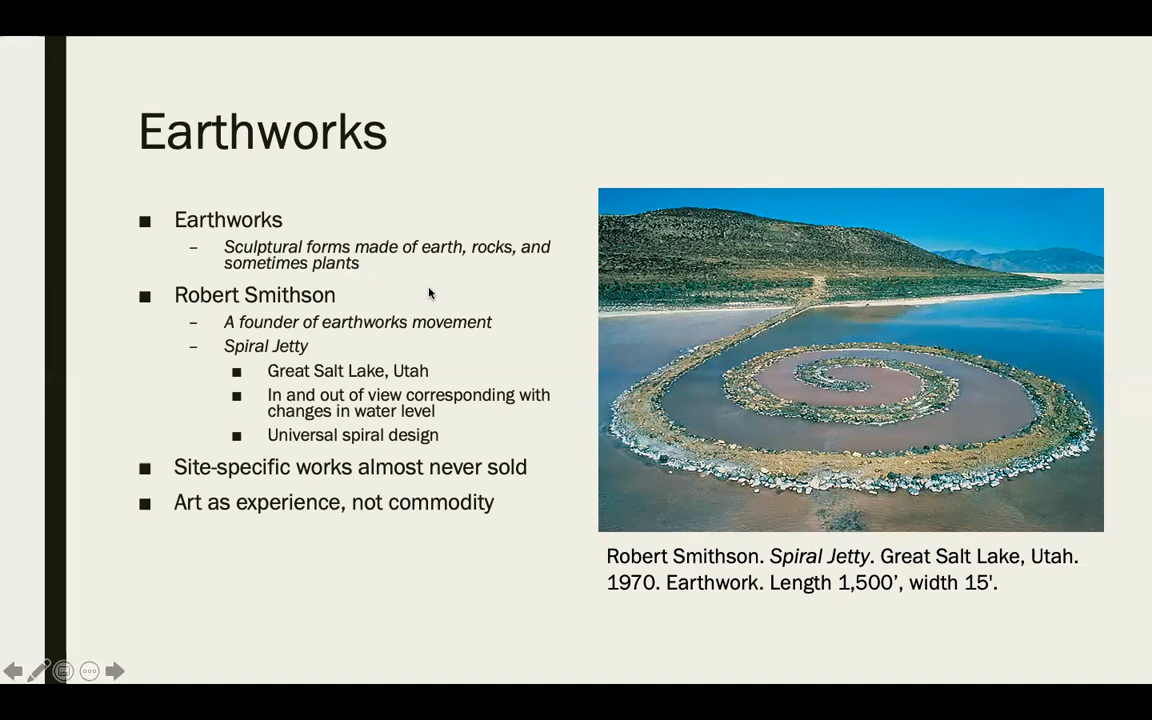 Earthworks
■ Earthworks
– Sculptural forms made of earth, rocks, and
sometimes plants
■ Robert Smithson
– A founder of earthworks movement
– Spiral Jetty
■ Great Salt Lake, Utah
■ In and out of view corresponding with
changes in water level
■ Universal spiral design
■ Site-specific works almost never sold
■ Art as experience, not commodity
Robert Smithson. Spiral Jetty. Great Salt Lake, Utah.
1970. Earthwork. Length 1,500’, width 15'.